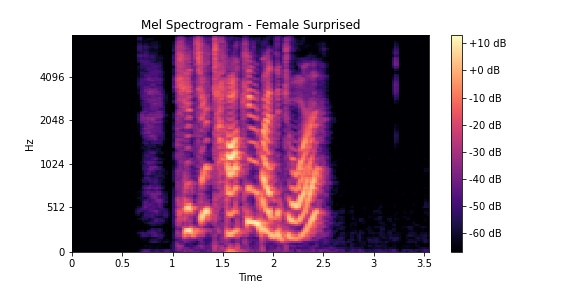 Mel Spectrogram - Female Surprised
+10 dB
+0 dB
-10 dB
-20 dB
-30 dB
-40 dB
-50 dB
-60 dB
Hz
4096
2048
1024
512
0
0
0.5
1
1.5
2
2.5
3
3.5
Time